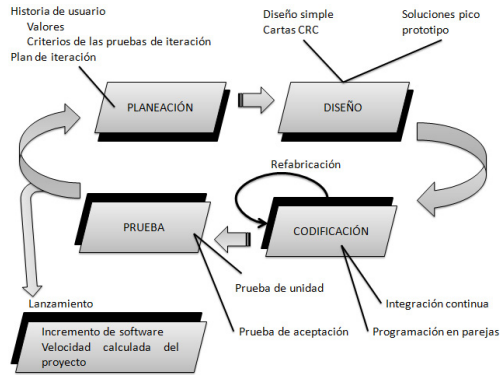 Historia de usuario
Valores
Criterios de las pruebas de iteración
Plan de iteración
Diseño simple
Cartas CRC
Soluciones pico
prototipo
PLANEACIÓN
DISEÑO
Refabricación
PRUEBA
CODIFICACIÓN
Prueba de unidad
Prueba de aceptación
Integración continua
Programación en parejas
Lanzamiento
Incremento de software
Velocidad calculada del
proyecto